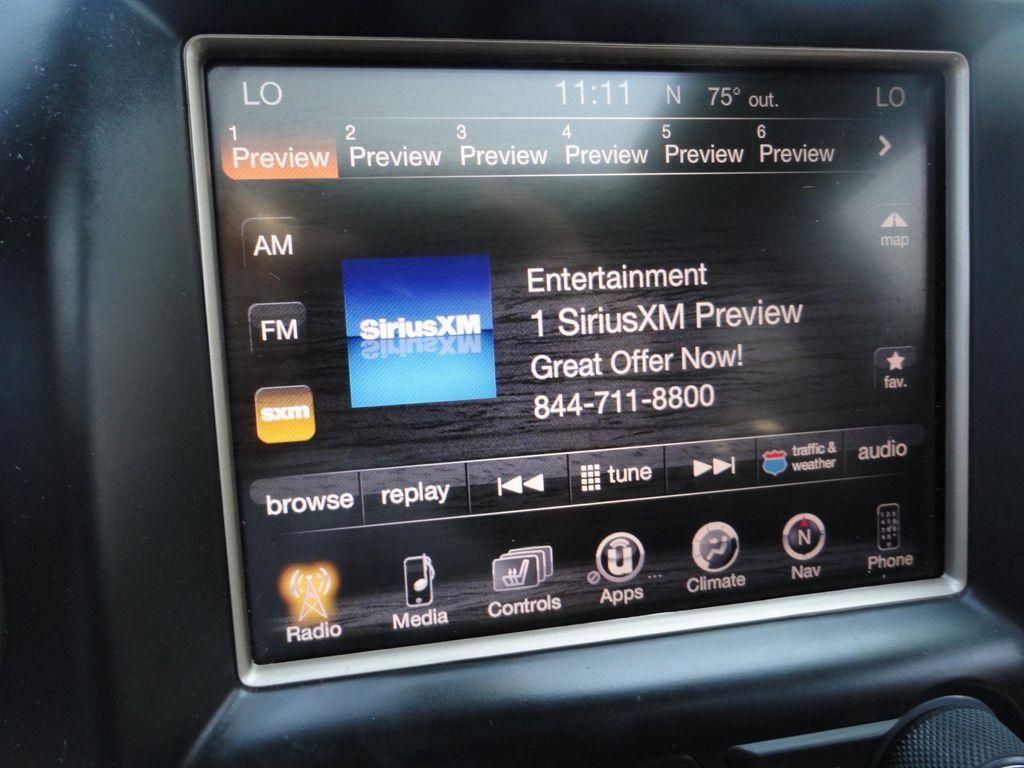 LO 11:11 N 75° out. LO
1 2 3 4 5 6
Preview Preview Preview Preview Preview Preview
AM
map
Entertainment
FM
SiriusXM
1 SiriusXM Preview
Great Offer Now!
fav.
sxm
844-711-8800
browse replay tune traffic & weather audio
Radio Media Controls Apps Climate N Nav Phone